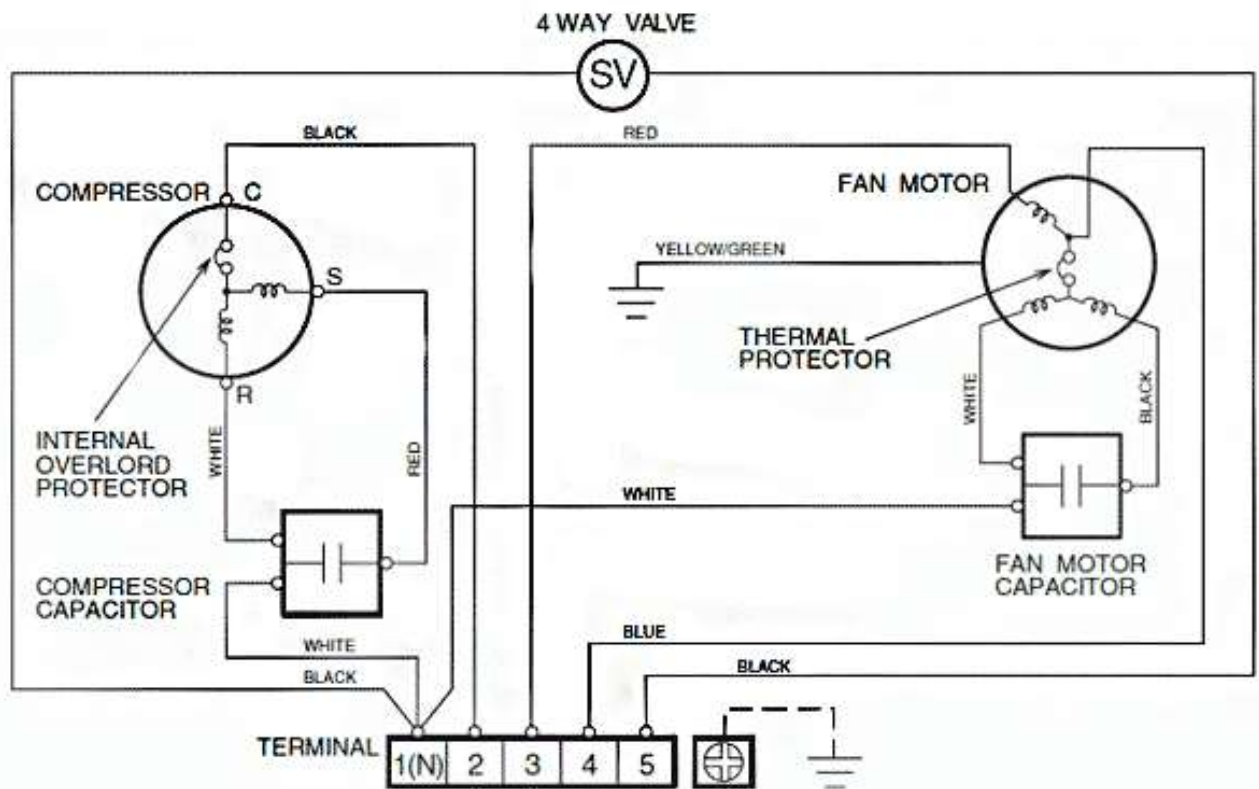 4 WAY VALVE
SV
BLACK
RED
COMPRESSOR C
FAN MOTOR
S
YELLOW/GREEN
THERMAL
PROTECTOR
R
INTERNAL
OVERLORD
PROTECTOR
WHITE
RED
WHITE
BLACK
WHITE
COMPRESSOR
CAPACITOR
FAN MOTOR
CAPACITOR
WHITE
BLUE
BLACK
BLACK
TERMINAL
1(N) 2 3 4 5